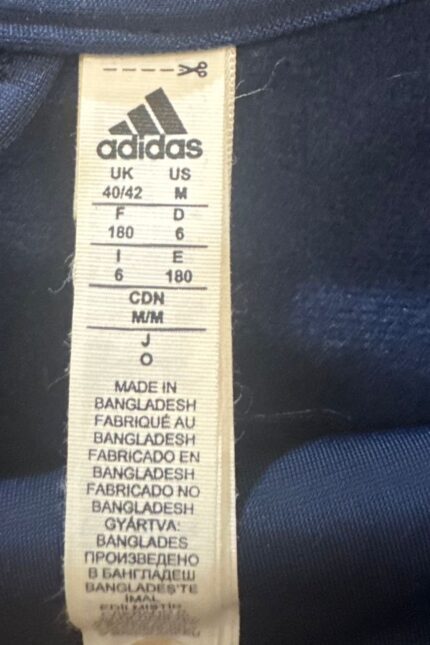 adidas
UK US
40/42 M
F D
180 6
I E
6 180
CDN
M/M
J
O
MADE IN
BANGLADESH
FABRIQUÉ AU
BANGLADESH
FABRICADO EN
BANGLADESH
FABRICADO NO
BANGLADESH
GYÁRTVA:
BANGLADES
ПРОИЗВЕДЕНО
В БАНГЛАДЕШ
BANGLADEŞ'TE
İMAL